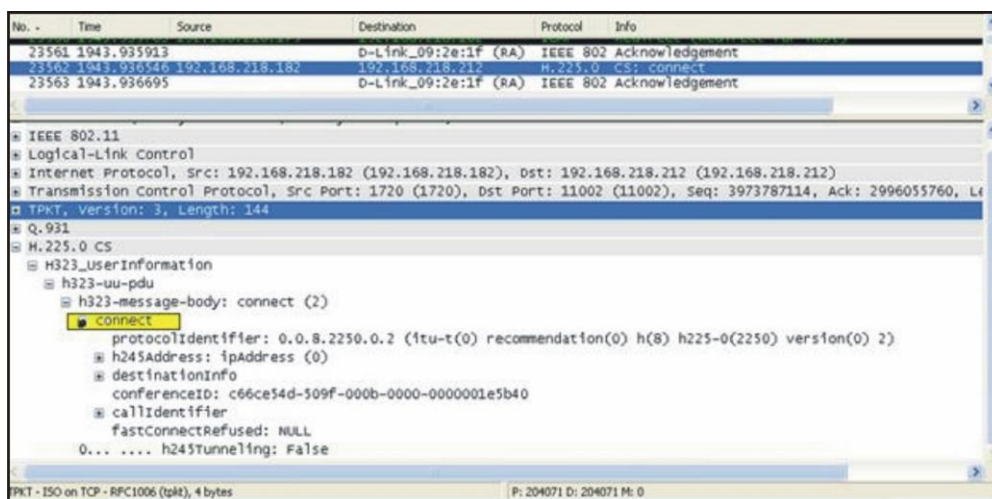 No. - Time Source Destination Protocol Info
23561 1943.935913 D-Link_09:2e:1f (RA) IEEE 802 Acknowledgement
23562 1943.936546 192.168.218.182 192.168.218.212 H.225.0 CS: connect
23563 1943.936695 D-Link_09:2e:1f (RA) IEEE 802 Acknowledgement
IEEE 802.11
Logical-Link Control
Internet Protocol, Src: 192.168.218.182 (192.168.218.182), Dst: 192.168.218.212 (192.168.218.212)
Transmission Control Protocol, Src Port: 1720 (1720), Dst Port: 11002 (11002), Seq: 3973787114, Ack: 2996055760, Le
TPKT, Version: 3, Length: 144
Q.931
H.225.0 CS
H323_UserInformation
h323-uu-pdu
h323-message-body: connect (2)
connect
protocolIdentifier: 0.0.8.2250.0.2 (itu-t(0) recommendation(0) h(8) h225-0(2250) version(0) 2)
h245Address: ipAddress (0)
destinationInfo
conferenceID: c66ce54d-509f-000b-0000-0000001e5b40
callIdentifier
fastConnectRefused: NULL
0... .... h245Tunneling: False
TPKT - ISO on TCP - RFC1006 (tpkt), 4 bytes P: 204071 D: 204071 M: 0